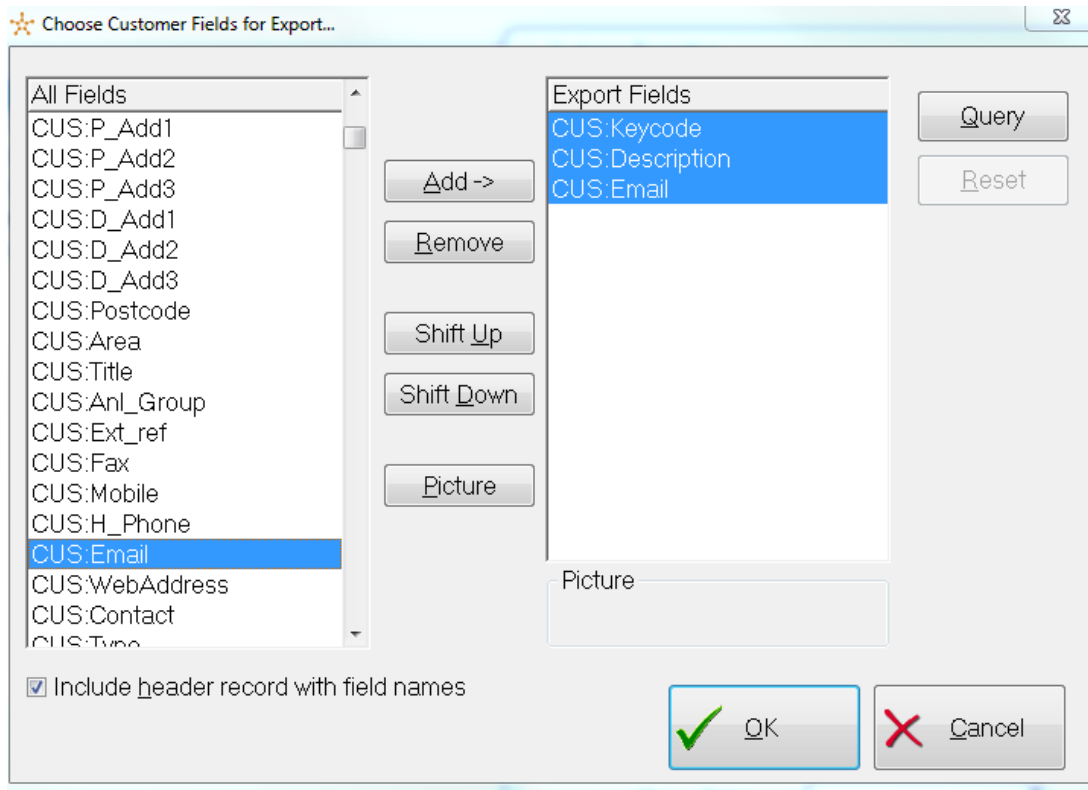 Choose Customer Fields for Export...
All Fields
CUS:P_Add1
CUS:P_Add2
CUS:P_Add3
CUS:D_Add1
CUS:D_Add2
CUS:D_Add3
CUS:Postcode
CUS:Area
CUS:Title
CUS:Anl_Group
CUS:Ext_ref
CUS:Fax
CUS:Mobile
CUS:H_Phone
CUS:Email
CUS:WebAddress
CUS:Contact
CUS:Type
Add ->
Remove
Shift Up
Shift Down
Picture
Export Fields
CUS:Keycode
CUS:Description
CUS:Email
Picture
Query
Reset
Include header record with field names
OK
Cancel